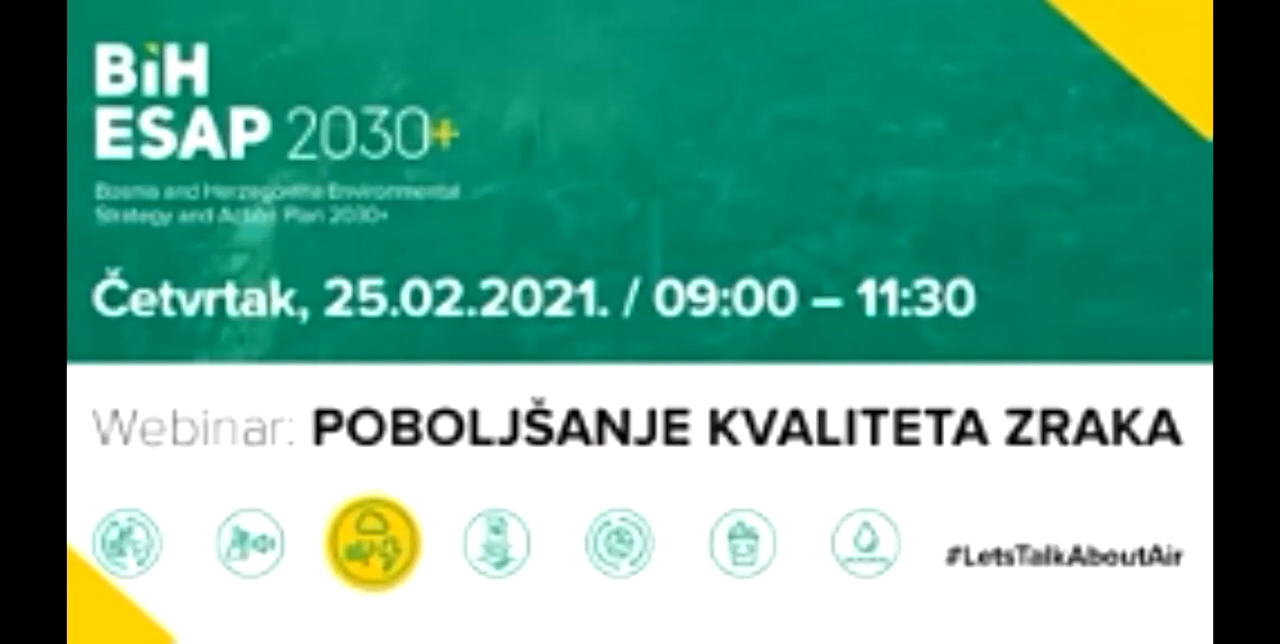 BiH
ESAP 2030+
Bosnia and Herzegovina Environmental
Strategy and Action Plan 2030+
Četvrtak, 25.02.2021. / 09:00 – 11:30
Webinar: POBOLJŠANJE KVALITETA ZRAKA
#LetsTalkAboutAir